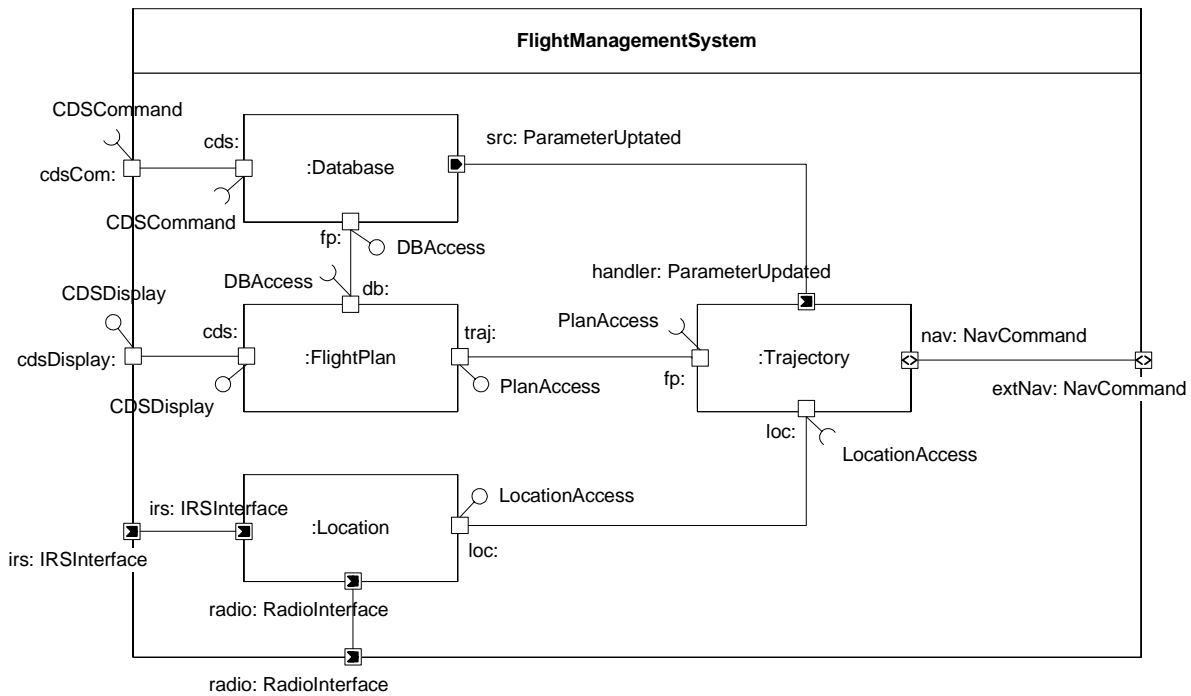 FlightManagementSystem
CDSCommand
cds:
src: ParameterUptated
:Database
cdsCom:
CDSCommand
fp:
DBAccess
handler: ParameterUpdated
DBAccess
db:
CDSDisplay
cds:
traj:
PlanAccess
nav: NavCommand
cdsDisplay:
:FlightPlan
:Trajectory
fp:
PlanAccess
extNav: NavCommand
CDSDisplay
loc:
LocationAccess
LocationAccess
irs: IRSInterface
:Location
loc:
irs: IRSInterface
radio: RadioInterface
radio: RadioInterface